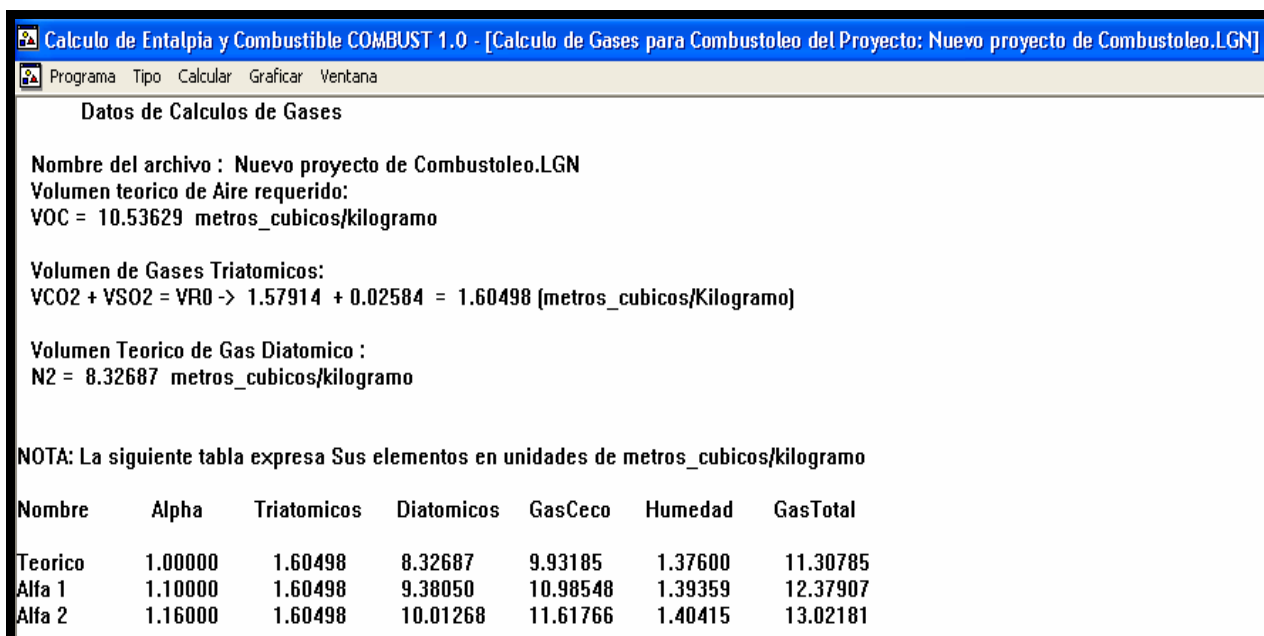 Calculo de Entalpia y Combustible COMBUST 1.0 - [Calculo de Gases para Combustoleo del Proyecto: Nuevo proyecto de Combustoleo.LGN]
Programa Tipo Calcular Graficar Ventana
Datos de Calculos de Gases
Nombre del archivo : Nuevo proyecto de Combustoleo.LGN
Volumen teorico de Aire requerido:
VOC = 10.53629 metros_cubicos/kilogramo
Volumen de Gases Triatomicos:
VCO2 + VSO2 = VR0 -> 1.57914 + 0.02584 = 1.60498 (metros_cubicos/Kilogramo)
Volumen Teorico de Gas Diatomico :
N2 = 8.32687 metros_cubicos/kilogramo
NOTA: La siguiente tabla expresa Sus elementos en unidades de metros_cubicos/kilogramo
Nombre Alpha Triatomicos Diatomicos GasCeco Humedad GasTotal
Teorico 1.00000 1.60498 8.32687 9.93185 1.37600 11.30785
Alfa 1 1.10000 1.60498 9.38050 10.98548 1.39359 12.37907
Alfa 2 1.16000 1.60498 10.01268 11.61766 1.40415 13.02181